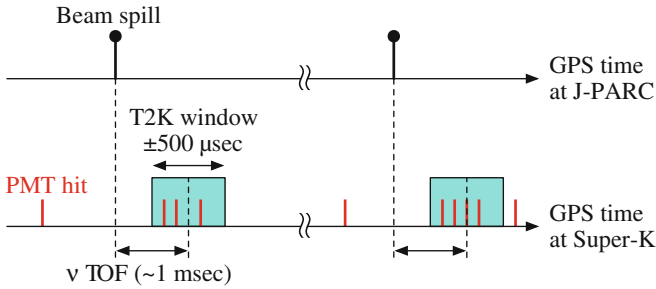 Beam spill
GPS time
at J-PARC
T2K window
±500 μsec
PMT hit
GPS time
at Super-K
ν TOF (~1 msec)